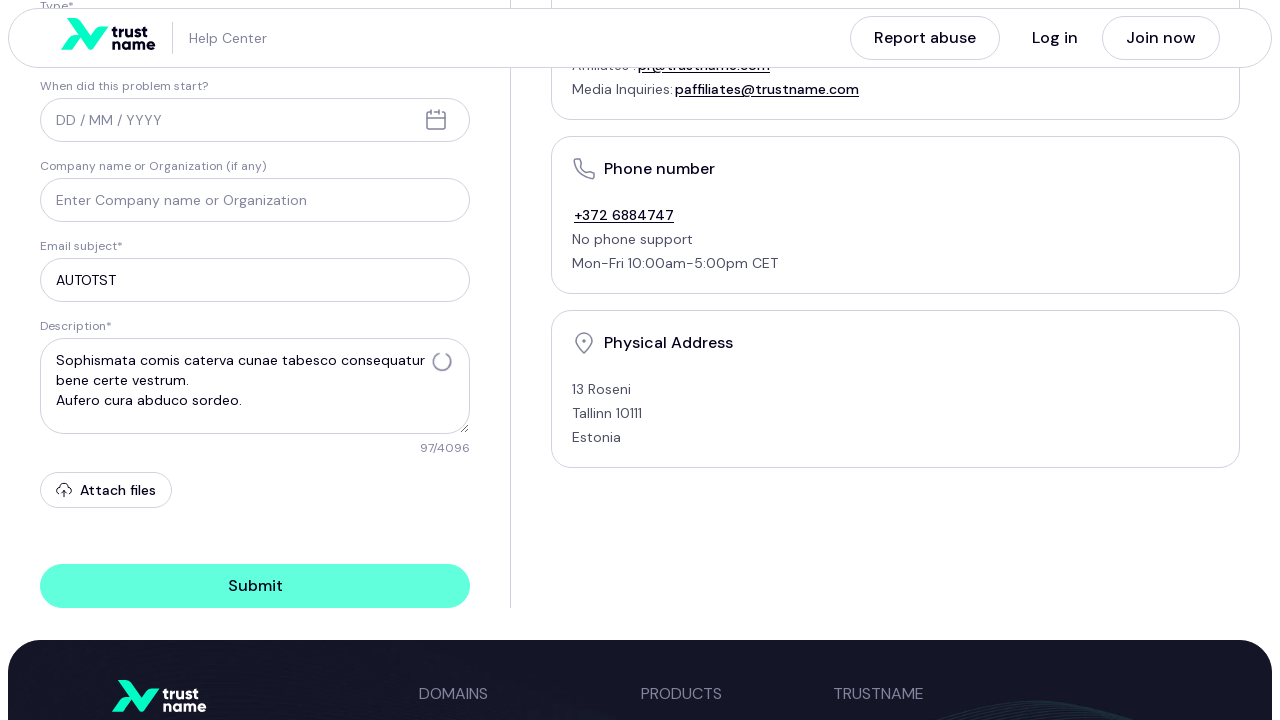 Type*
trust
name
Help Center
Report abuse
Log in
Join now
When did this problem start?
DD / MM / YYYY
Company name or Organization (if any)
Enter Company name or Organization
Email subject*
AUTOTST
Description*
Sophismata comis caterva cunae tabesco consequatur
bene certe vestrum.
Aufero cura abduco sordeo.
97/4096
Attach files
Submit
Affiliates : pr@trustname.com
Media Inquiries: paffiliates@trustname.com
Phone number
+372 6884747
No phone support
Mon-Fri 10:00am-5:00pm CET
Physical Address
13 Roseni
Tallinn 10111
Estonia
trust
name
DOMAINS
PRODUCTS
TRUSTNAME